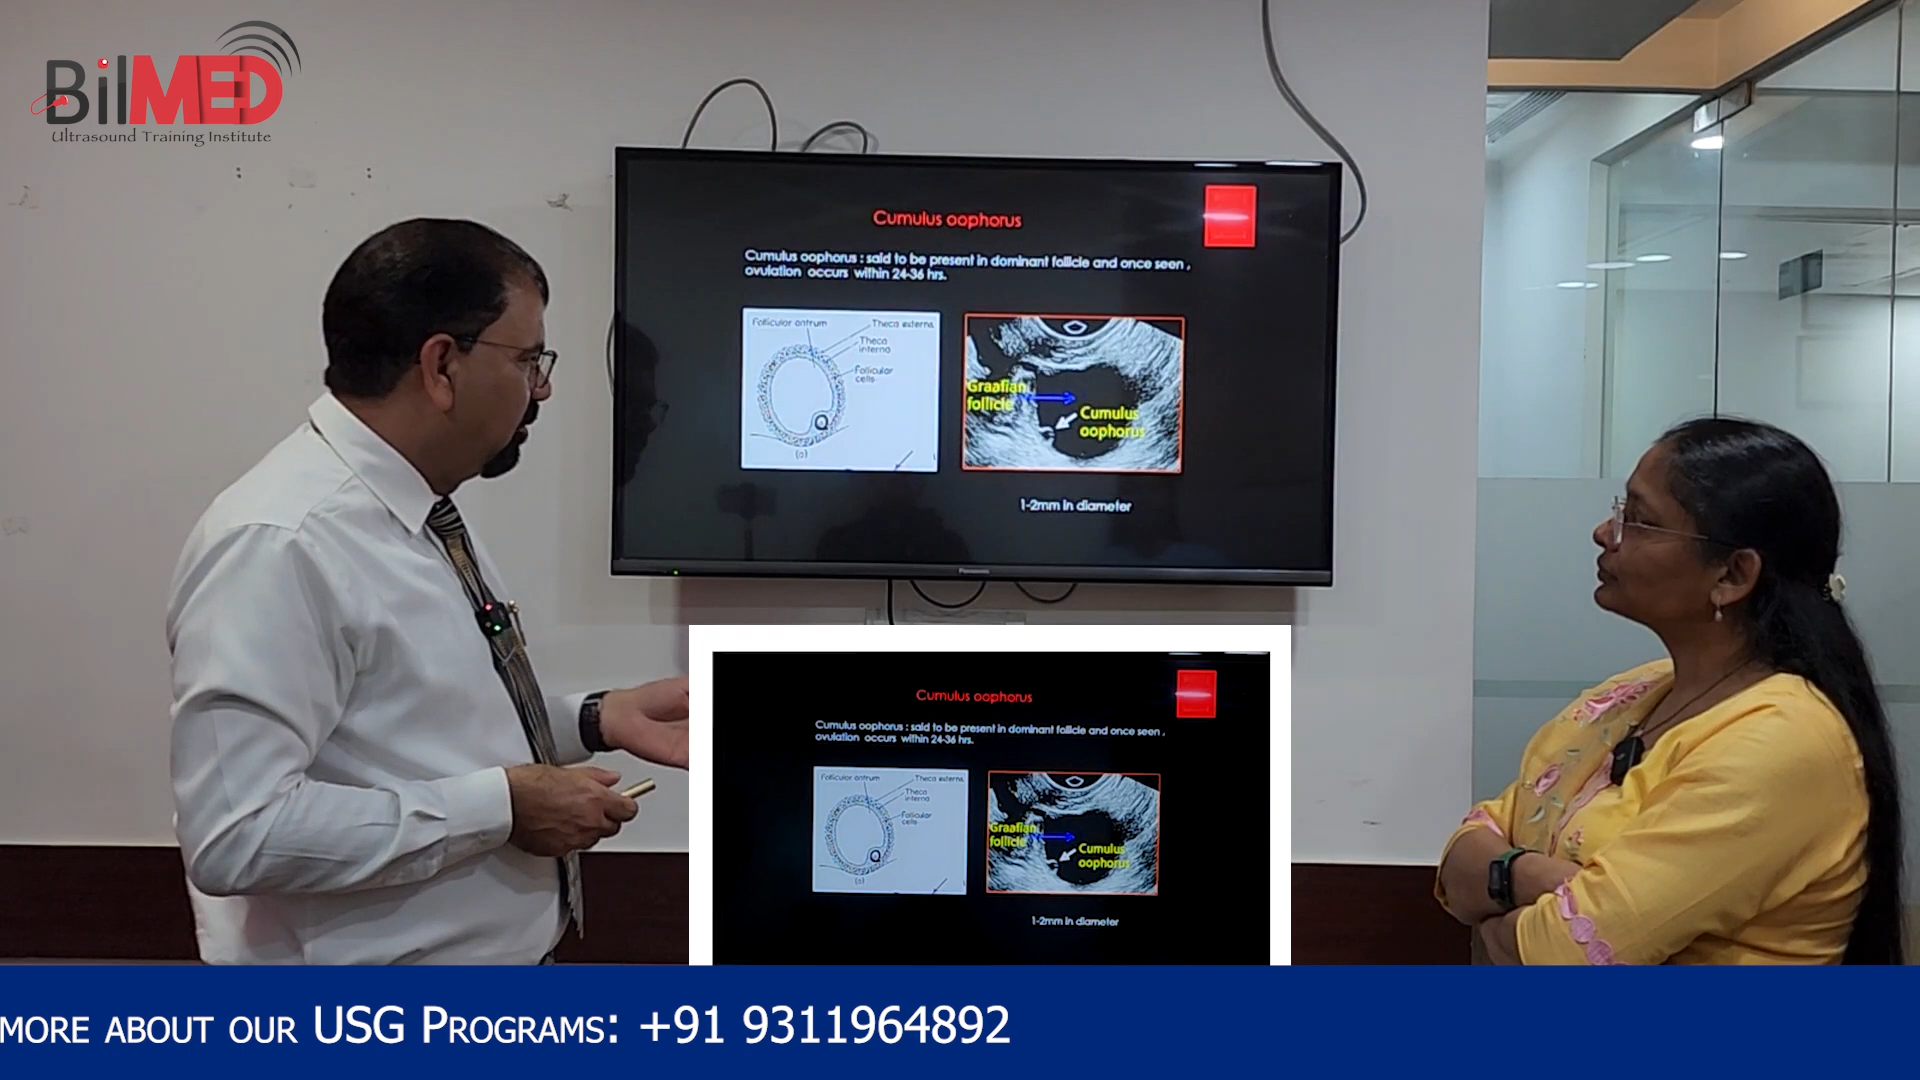 BilMED
Ultrasound Training Institute
Cumulus oophorus
Cumulus oophorus : said to be present in dominant follicle and once seen ,
ovulation occurs within 24-36 hrs.
Follicular antrum
Theca externa
Theca
interna
Follicular
cells
(a)
Graafian
follicle
Cumulus
oophorus
1-2mm in diameter
Panasonic
Cumulus oophorus
Cumulus oophorus : said to be present in dominant follicle and once seen ,
ovulation occurs within 24-36 hrs.
Follicular antrum
Theca externa
Theca
interna
Follicular
cells
(a)
Graafian
follicle
Cumulus
oophorus
1-2mm in diameter
MORE ABOUT OUR USG PROGRAMS: +91 9311964892